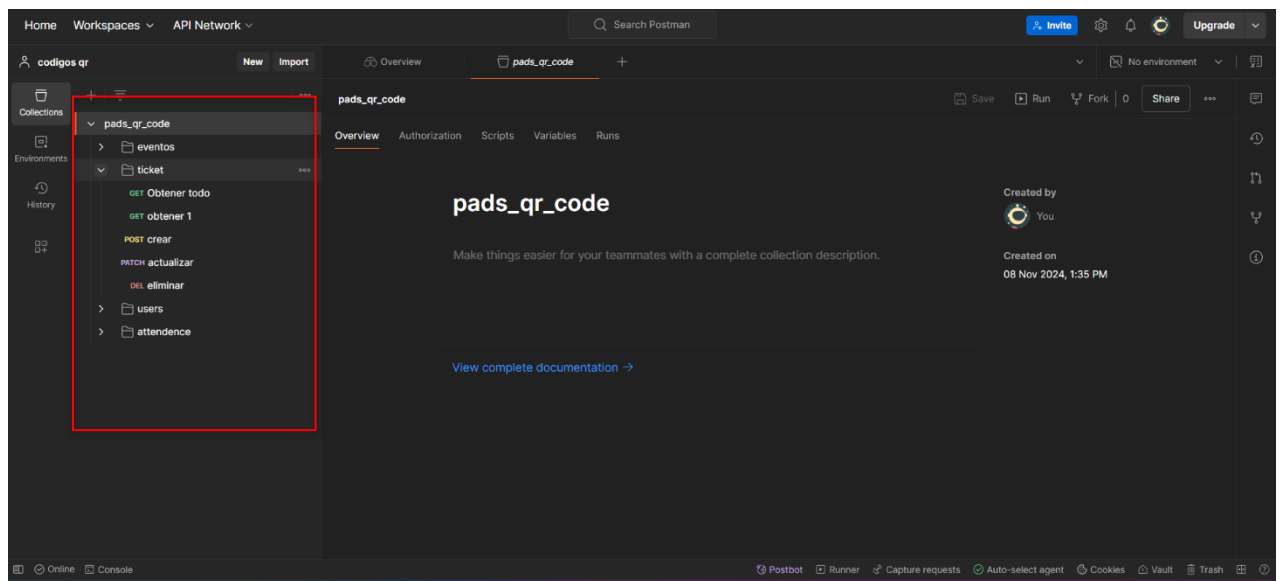 Home Workspaces API Network Search Postman Invite Upgrade
codigos qr New Import Overview pads_qr_code No environment
Collections
Environments
History
pads_qr_code
eventos
ticket
GET Obtener todo
GET obtener 1
POST crear
PATCH actualizar
DEL eliminar
users
attendence
pads_qr_code Save Run Fork 0 Share
Overview Authorization Scripts Variables Runs
pads_qr_code
Make things easier for your teammates with a complete collection description.
View complete documentation →
Created by
You
Created on
08 Nov 2024, 1:35 PM
Online Console Postbot Runner Capture requests Auto-select agent Cookies Vault Trash